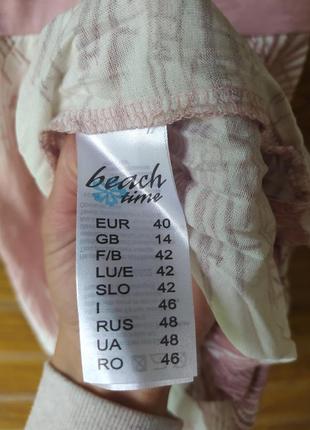 beach
time
EUR 40
GB 14
F/B 42
LU/E 42
SLO 42
I 46
RUS 48
UA 48
RO 46